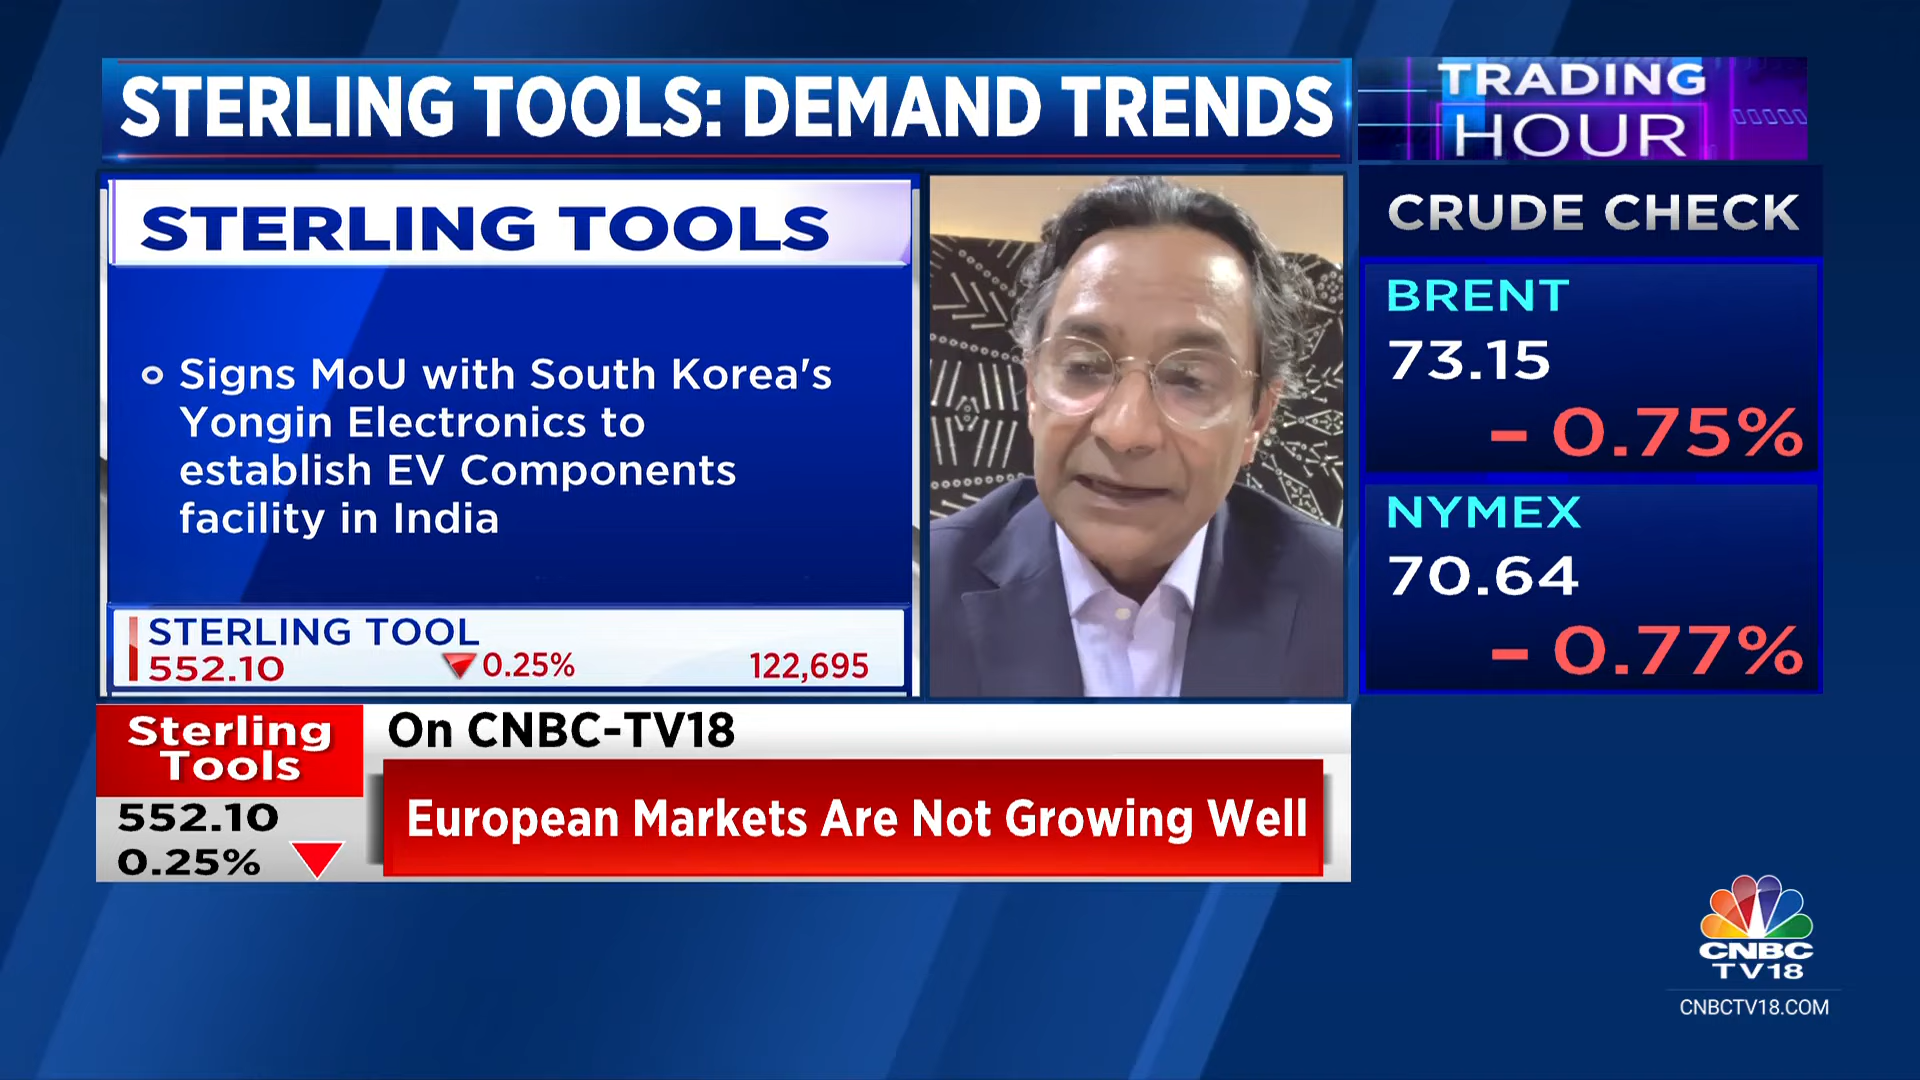 STERLING TOOLS: DEMAND TRENDS
TRADING
HOUR
STERLING TOOLS
Signs MoU with South Korea's
Yongin Electronics to
establish EV Components
facility in India
STERLING TOOL
552.10 0.25% 122,695
CRUDE CHECK
BRENT
73.15
- 0.75%
NYMEX
70.64
- 0.77%
Sterling
Tools
552.10
0.25%
On CNBC-TV18
European Markets Are Not Growing Well
CNBC
TV18
CNBCTV18.COM